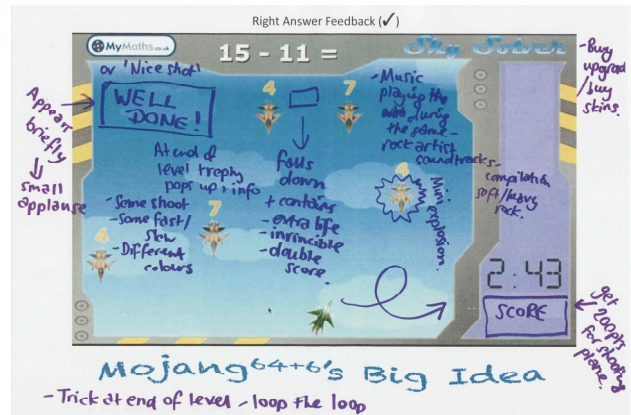 Right Answer Feedback (✓)
MyMaths.co.uk
15 - 11 =
Sky Solver
or 'Nice shot'
WELL
DONE!
Appears
briefly
small
applause
4
7
-Music
playing the
during
the game-
rock artist
soundtracks-
compilation
soft/heavy
rock.
-Buy
upgrad
/buy
skins.
At end of
level trophy
pops up + info
-Some shoot
-Some fast/
slow
-Different
colours
7
4
falls
down
+ contains
-extra life
-invincible
-double
score.
4
Mini explosion.
2:43
SCORE
get
200pts
for shooting
plane.
Mojang64+6's Big Idea
-Trick at end of level - loop the loop